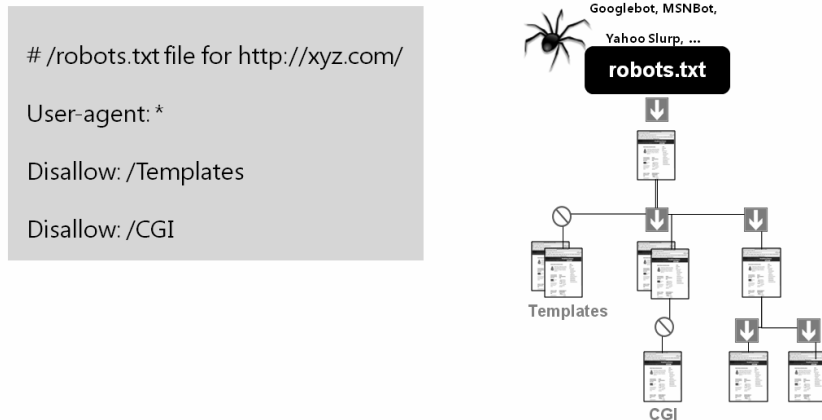 # /robots.txt file for http://xyz.com/
User-agent: *
Disallow: /Templates
Disallow: /CGI
Googlebot, MSNBot,
Yahoo Slurp, ...
robots.txt
Templates
CGI